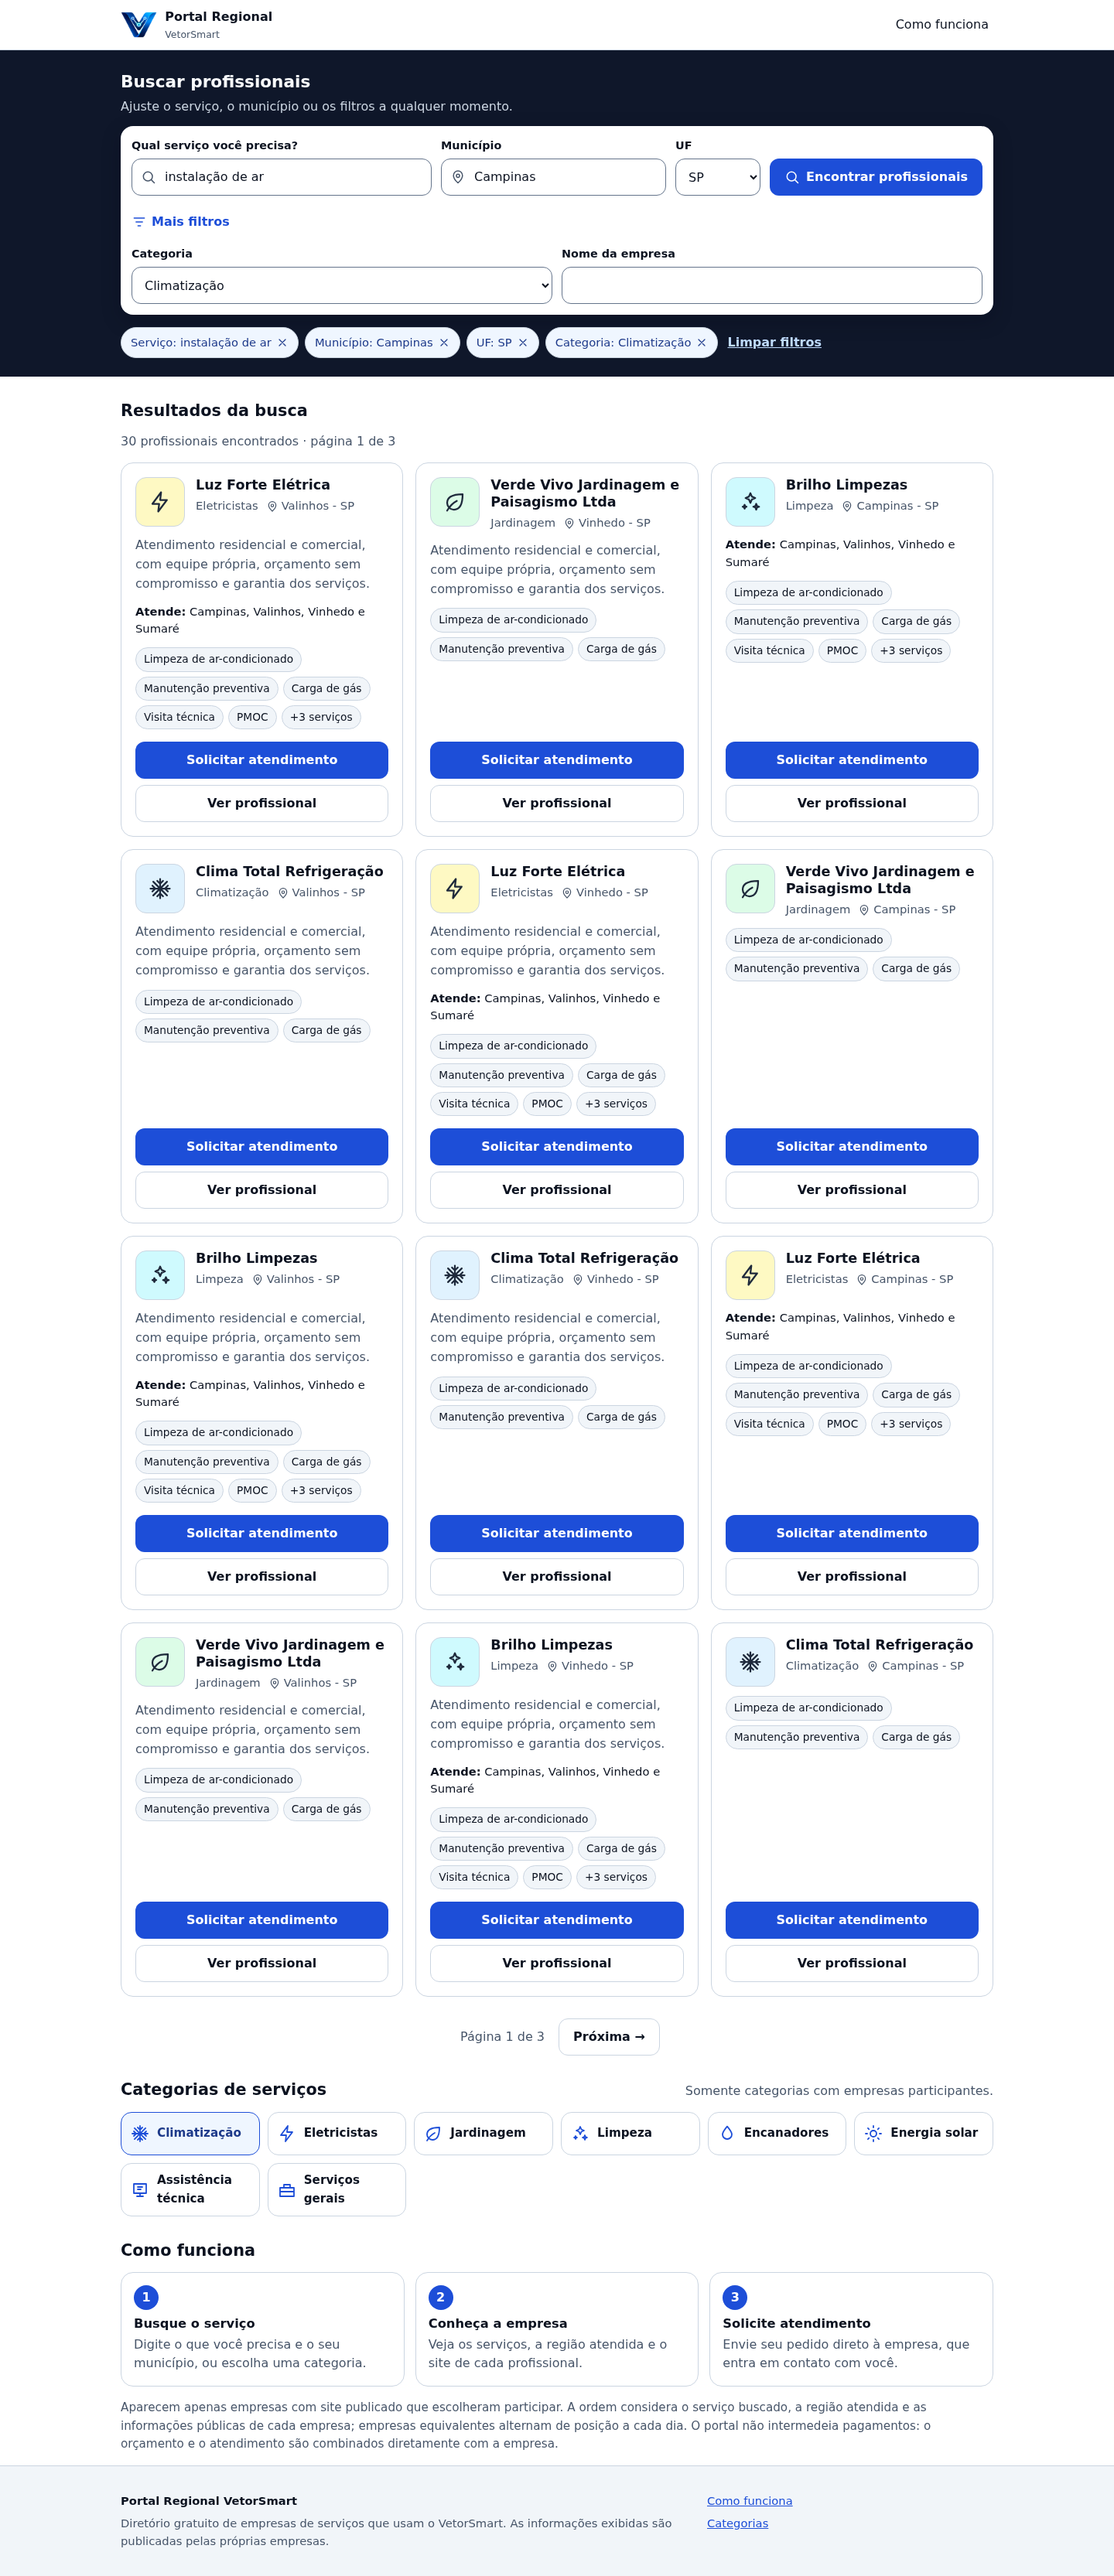 Portal Regional
VetorSmart
Como funciona
Buscar profissionais
Ajuste o serviço, o município ou os filtros a qualquer momento.
Qual serviço você precisa?
Município
UF
instalação de ar
Campinas
SP
Encontrar profissionais
Mais filtros
Categoria
Nome da empresa
Climatização
Serviço: instalação de ar ×
Município: Campinas ×
UF: SP ×
Categoria: Climatização ×
Limpar filtros
Resultados da busca
30 profissionais encontrados · página 1 de 3
Luz Forte Elétrica
Eletricistas Valinhos - SP
Atendimento residencial e comercial,
com equipe própria, orçamento sem
compromisso e garantia dos serviços.
Atende: Campinas, Valinhos, Vinhedo e
Sumaré
Limpeza de ar-condicionado
Manutenção preventiva Carga de gás
Visita técnica PMOC +3 serviços
Solicitar atendimento
Ver profissional
Verde Vivo Jardinagem e
Paisagismo Ltda
Jardinagem Vinhedo - SP
Atendimento residencial e comercial,
com equipe própria, orçamento sem
compromisso e garantia dos serviços.
Limpeza de ar-condicionado
Manutenção preventiva Carga de gás
Solicitar atendimento
Ver profissional
Brilho Limpezas
Limpeza Campinas - SP
Atende: Campinas, Valinhos, Vinhedo e
Sumaré
Limpeza de ar-condicionado
Manutenção preventiva Carga de gás
Visita técnica PMOC +3 serviços
Solicitar atendimento
Ver profissional
Clima Total Refrigeração
Climatização Valinhos - SP
Atendimento residencial e comercial,
com equipe própria, orçamento sem
compromisso e garantia dos serviços.
Limpeza de ar-condicionado
Manutenção preventiva Carga de gás
Solicitar atendimento
Ver profissional
Luz Forte Elétrica
Eletricistas Vinhedo - SP
Atendimento residencial e comercial,
com equipe própria, orçamento sem
compromisso e garantia dos serviços.
Atende: Campinas, Valinhos, Vinhedo e
Sumaré
Limpeza de ar-condicionado
Manutenção preventiva Carga de gás
Visita técnica PMOC +3 serviços
Solicitar atendimento
Ver profissional
Verde Vivo Jardinagem e
Paisagismo Ltda
Jardinagem Campinas - SP
Limpeza de ar-condicionado
Manutenção preventiva Carga de gás
Solicitar atendimento
Ver profissional
Brilho Limpezas
Limpeza Valinhos - SP
Atendimento residencial e comercial,
com equipe própria, orçamento sem
compromisso e garantia dos serviços.
Atende: Campinas, Valinhos, Vinhedo e
Sumaré
Limpeza de ar-condicionado
Manutenção preventiva Carga de gás
Visita técnica PMOC +3 serviços
Solicitar atendimento
Ver profissional
Clima Total Refrigeração
Climatização Vinhedo - SP
Atendimento residencial e comercial,
com equipe própria, orçamento sem
compromisso e garantia dos serviços.
Limpeza de ar-condicionado
Manutenção preventiva Carga de gás
Solicitar atendimento
Ver profissional
Luz Forte Elétrica
Eletricistas Campinas - SP
Atende: Campinas, Valinhos, Vinhedo e
Sumaré
Limpeza de ar-condicionado
Manutenção preventiva Carga de gás
Visita técnica PMOC +3 serviços
Solicitar atendimento
Ver profissional
Verde Vivo Jardinagem e
Paisagismo Ltda
Jardinagem Valinhos - SP
Atendimento residencial e comercial,
com equipe própria, orçamento sem
compromisso e garantia dos serviços.
Limpeza de ar-condicionado
Manutenção preventiva Carga de gás
Solicitar atendimento
Ver profissional
Brilho Limpezas
Limpeza Vinhedo - SP
Atendimento residencial e comercial,
com equipe própria, orçamento sem
compromisso e garantia dos serviços.
Atende: Campinas, Valinhos, Vinhedo e
Sumaré
Limpeza de ar-condicionado
Manutenção preventiva Carga de gás
Visita técnica PMOC +3 serviços
Solicitar atendimento
Ver profissional
Clima Total Refrigeração
Climatização Campinas - SP
Limpeza de ar-condicionado
Manutenção preventiva Carga de gás
Solicitar atendimento
Ver profissional
Página 1 de 3
Próxima →
Categorias de serviços
Somente categorias com empresas participantes.
Climatização
Eletricistas
Jardinagem
Limpeza
Encanadores
Energia solar
Assistência
técnica
Serviços
gerais
Como funciona
1
Busque o serviço
Digite o que você precisa e o seu
município, ou escolha uma categoria.
2
Conheça a empresa
Veja os serviços, a região atendida e o
site de cada profissional.
3
Solicite atendimento
Envie seu pedido direto à empresa, que
entra em contato com você.
Aparecem apenas empresas com site publicado que escolheram participar. A ordem considera o serviço buscado, a região atendida e as
informações públicas de cada empresa; empresas equivalentes alternam de posição a cada dia. O portal não intermedeia pagamentos: o
orçamento e o atendimento são combinados diretamente com a empresa.
Portal Regional VetorSmart
Diretório gratuito de empresas de serviços que usam o VetorSmart. As informações exibidas são
publicadas pelas próprias empresas.
Como funciona
Categorias